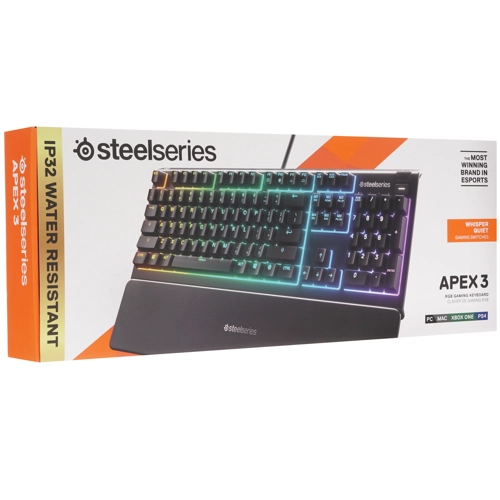 steelseries
APEX 3
IP32 WATER RESISTANT
steelseries
THE MOST
WINNING
BRAND IN
ESPORTS
steelseries
WHISPER
QUIET
GAMING SWITCHES
steelseries
APEX 3
RGB GAMING KEYBOARD
PC MAC XBOX ONE PS4